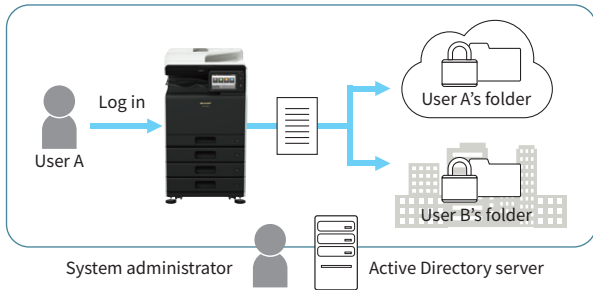 Log in
User A
User A’s folder
User B’s folder
System administrator
Active Directory server